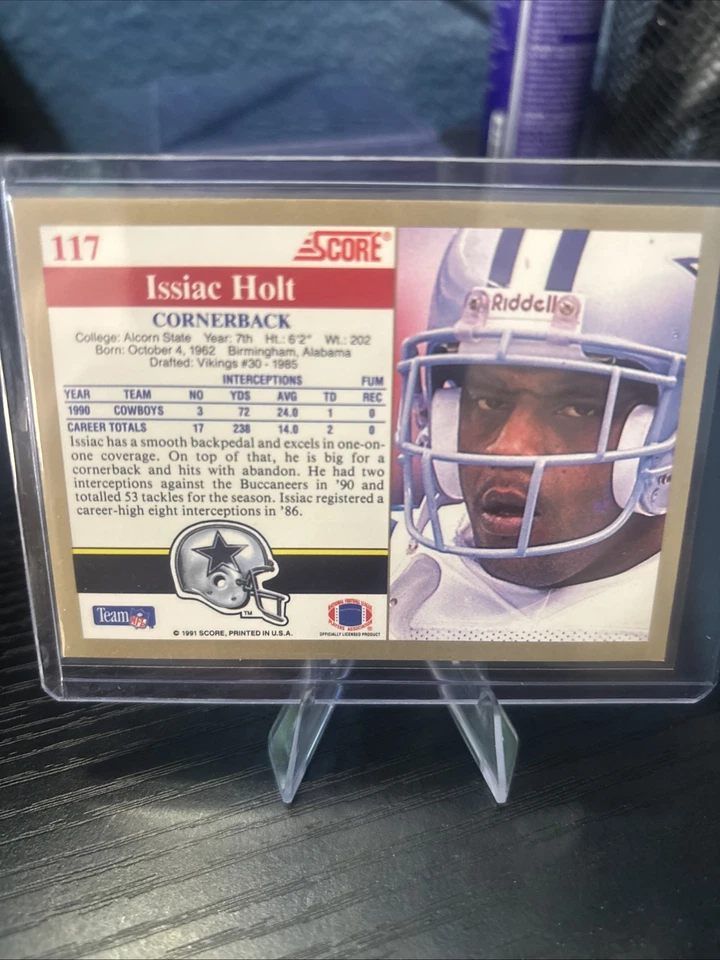 117
SCORE®
Issiac Holt
CORNERBACK
College: Alcorn State Year: 7th Ht.: 6'2" Wt.: 202
Born: October 4, 1962 Birmingham, Alabama
Drafted: Vikings #30 - 1985
INTERCEPTIONS FUM
YEAR TEAM NO YDS AVG TD REC
1990 COWBOYS 3 72 24.0 1 0
CAREER TOTALS 17 238 14.0 2 0
Issiac has a smooth backpedal and excels in one-on-
one coverage. On top of that, he is big for a
cornerback and hits with abandon. He had two
interceptions against the Buccaneers in '90 and
totalled 53 tackles for the season. Issiac registered a
career-high eight interceptions in '86.
TM
Team NFL
© 1991 SCORE, PRINTED IN U.S.A.
OFFICIALLY LICENSED PRODUCT
Riddell